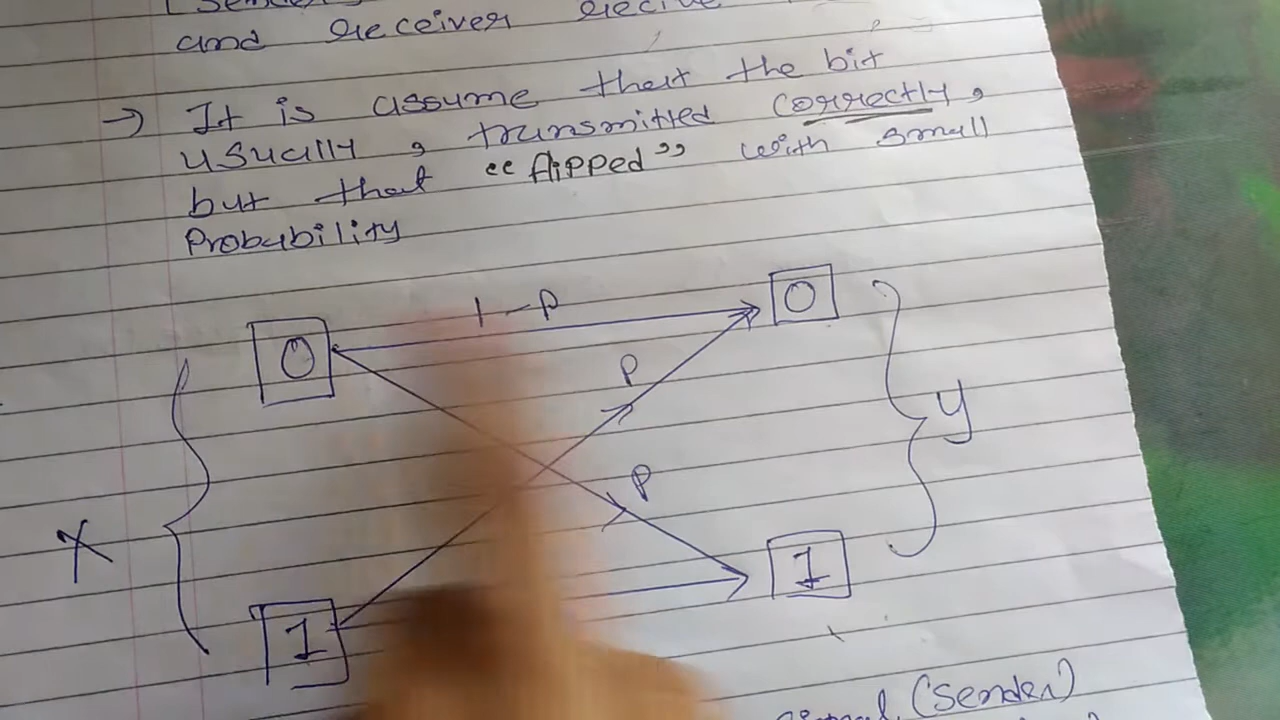 and receiver recive
→ It is assume that the bit
usually, transmitted correctly,
but that "flipped" with small
Probability
0 1-P 0
P
X Y
P
1 1
(Sender)